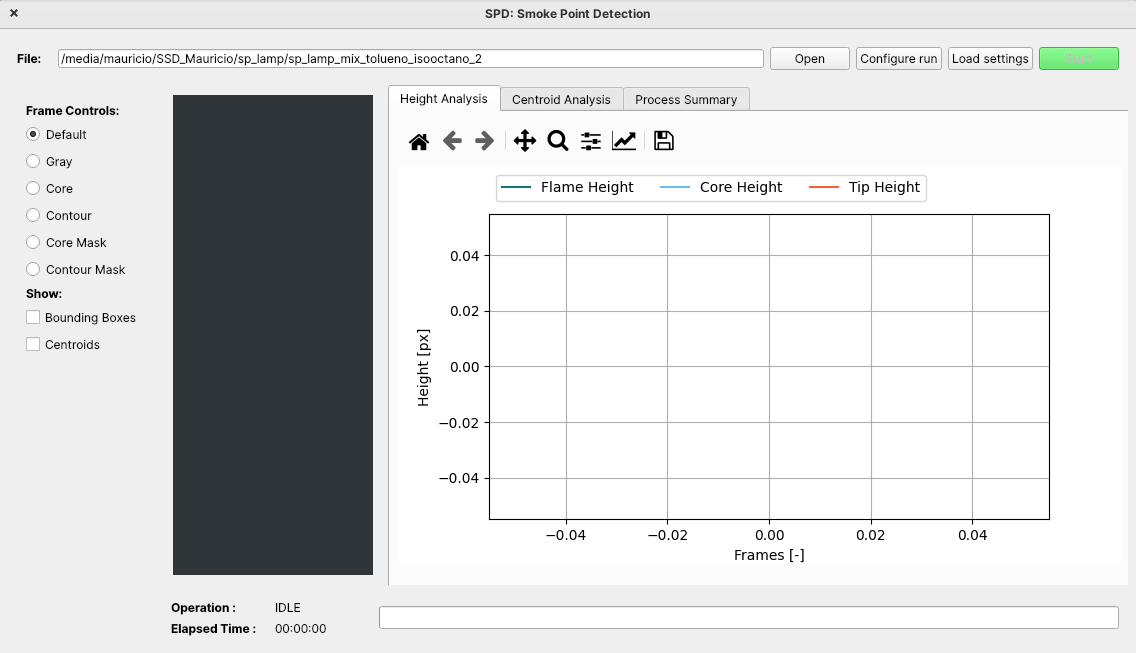 SPD: Smoke Point Detection
File: /media/mauricio/SSD_Mauricio/sp_lamp/sp_lamp_mix_tolueno_isooctano_2 Open Configure run Load settings
Frame Controls:
Default
Gray
Core
Contour
Core Mask
Contour Mask
Show:
Bounding Boxes
Centroids
Height Analysis Centroid Analysis Process Summary
Flame Height Core Height Tip Height
Height [px]
0.04
0.02
0.00
−0.02
−0.04
−0.04 −0.02 0.00 0.02 0.04
Frames [-]
Operation : IDLE
Elapsed Time : 00:00:00